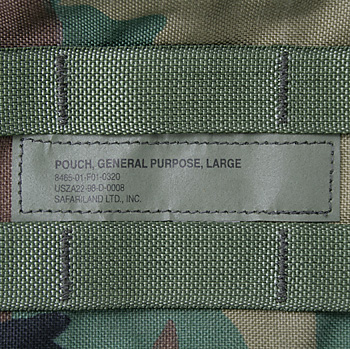 POUCH, GENERAL PURPOSE, LARGE
8465-01-F01-0320
USZA22-98-D-0008
SAFARILAND LTD., INC.